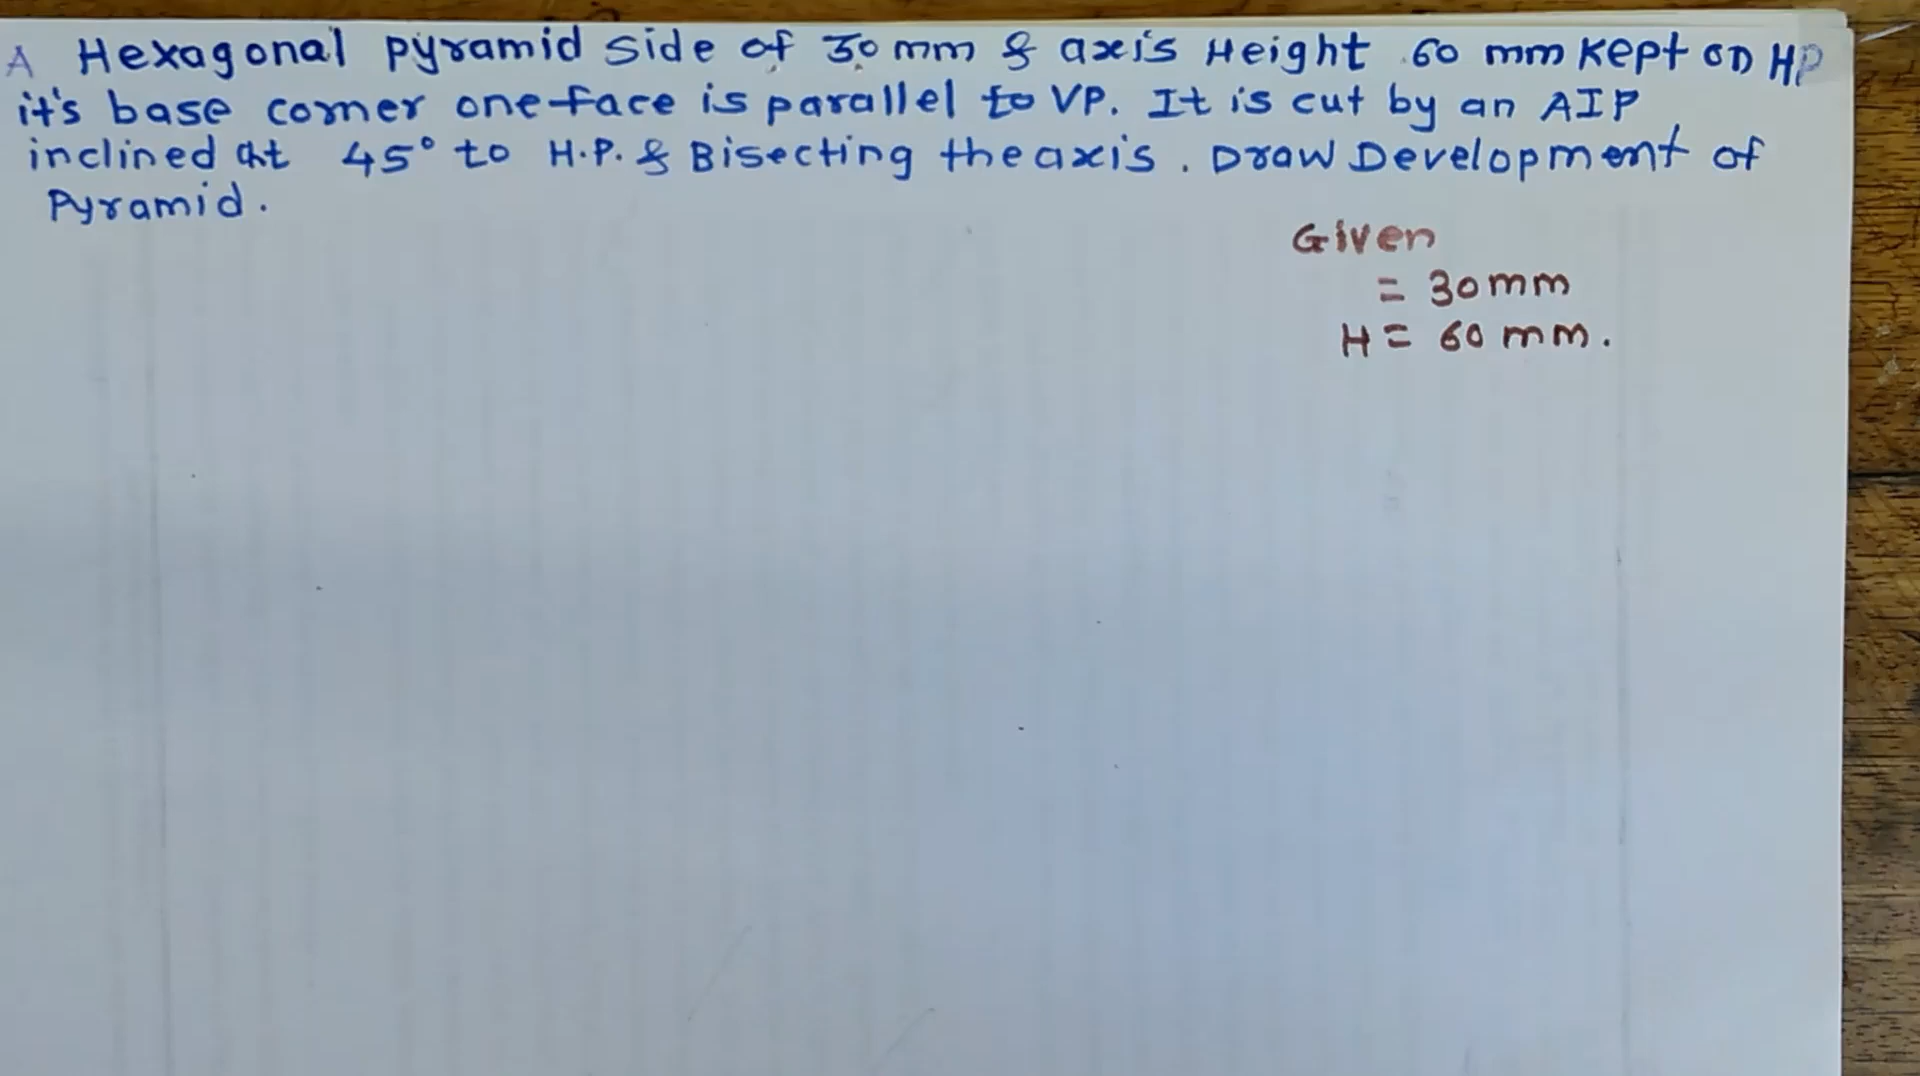 A Hexagonal pyramid side of 30 mm & axis Height 60 mm kept on HP
it's base corner one face is parallel to VP. It is cut by an AIP
inclined at 45° to H.P. & Bisecting the axis. Draw Development of
Pyramid.
Given
= 30mm
H = 60 mm.